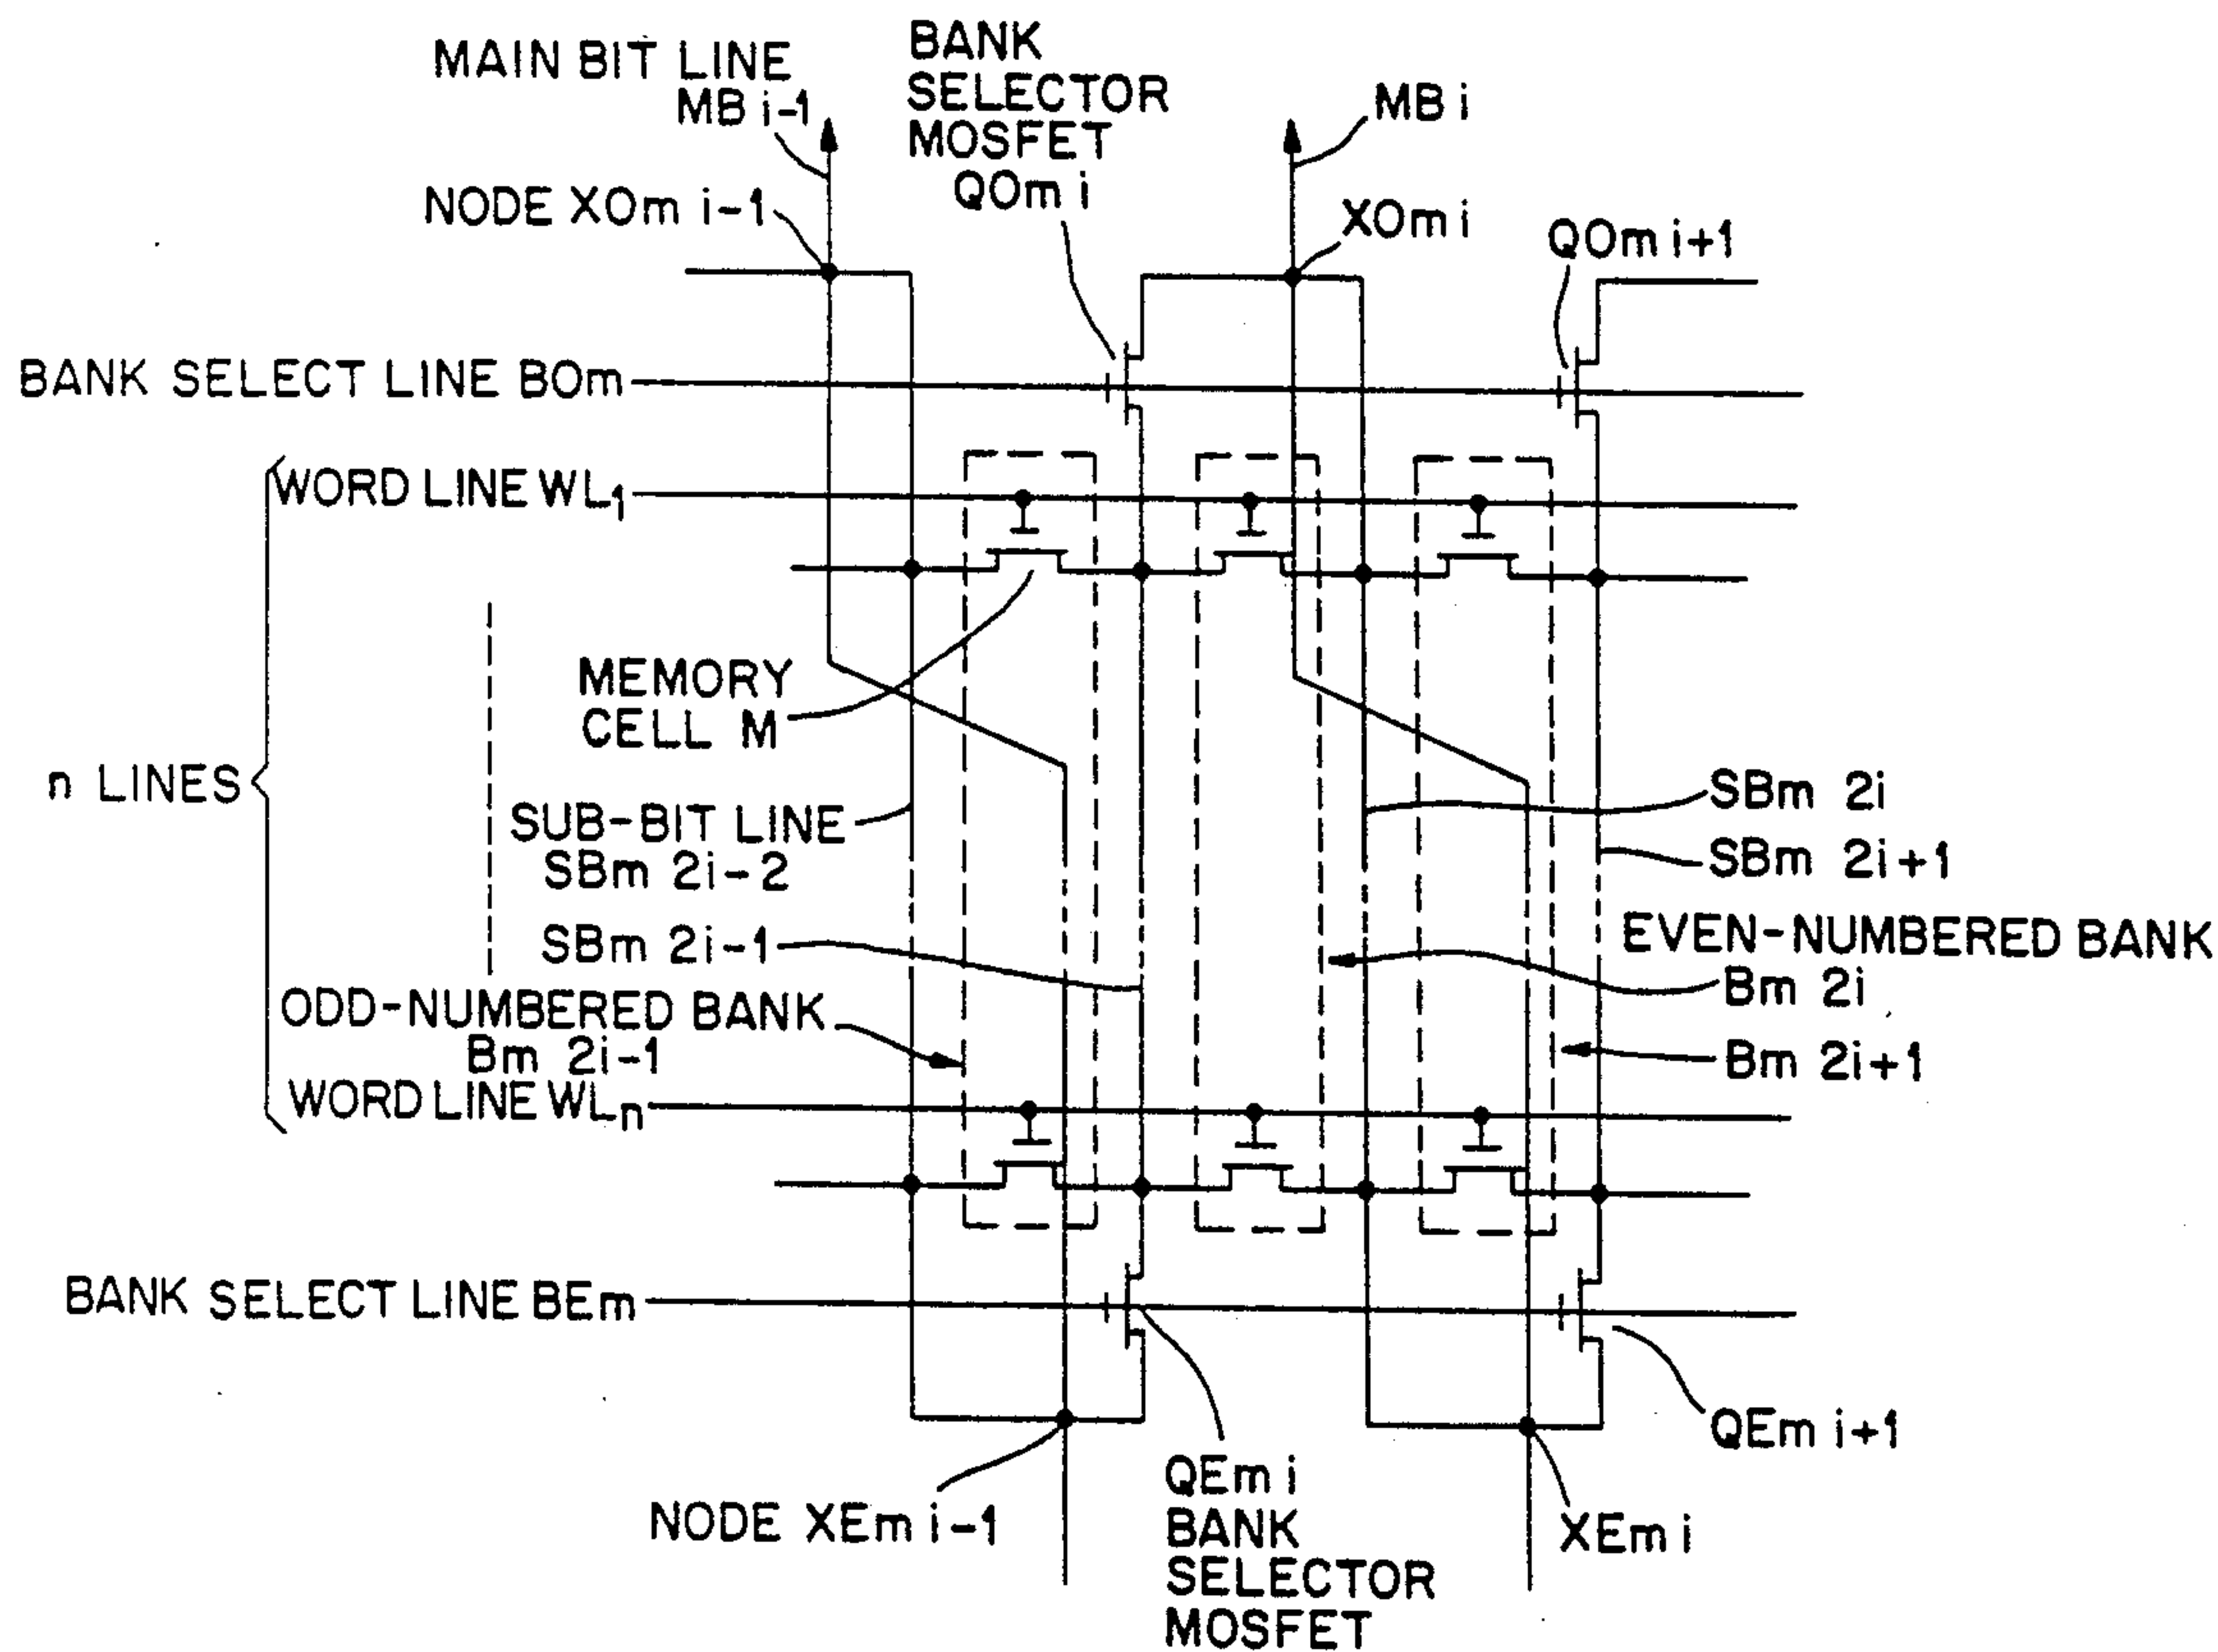 MAIN BIT LINE
MB i-1
BANK
SELECTOR
MOSFET
QOm i
MB i
NODE XOm i-1
XOm i
QOm i+1
BANK SELECT LINE BOm
WORD LINE WL1
MEMORY
CELL M
n LINES
SUB-BIT LINE
SBm 2i-2
SBm 2i
SBm 2i+1
SBm 2i-1
EVEN-NUMBERED BANK
Bm 2i
ODD-NUMBERED BANK
Bm 2i-1
Bm 2i+1
WORD LINE WLn
BANK SELECT LINE BEm
QEm i+1
NODE XEm i-1
QEm i
BANK
SELECTOR
MOSFET
XEm i